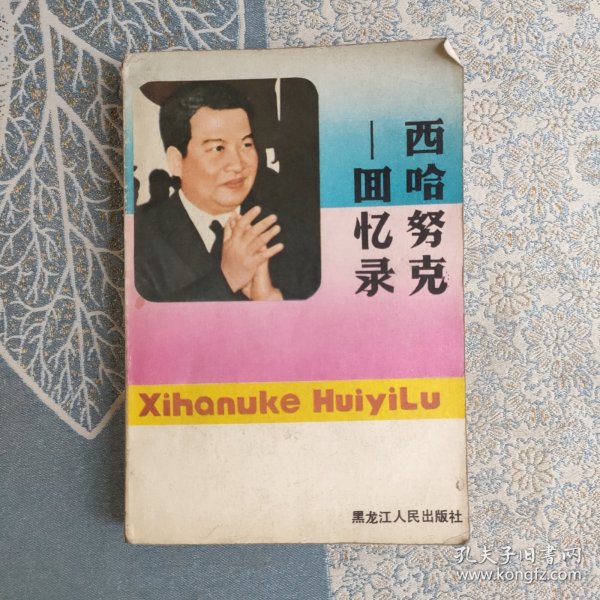 西哈努克
—回忆录
Xihanuke HuiyiLu
黑龙江人民出版社
孔夫子旧书网
www.kongfz.com